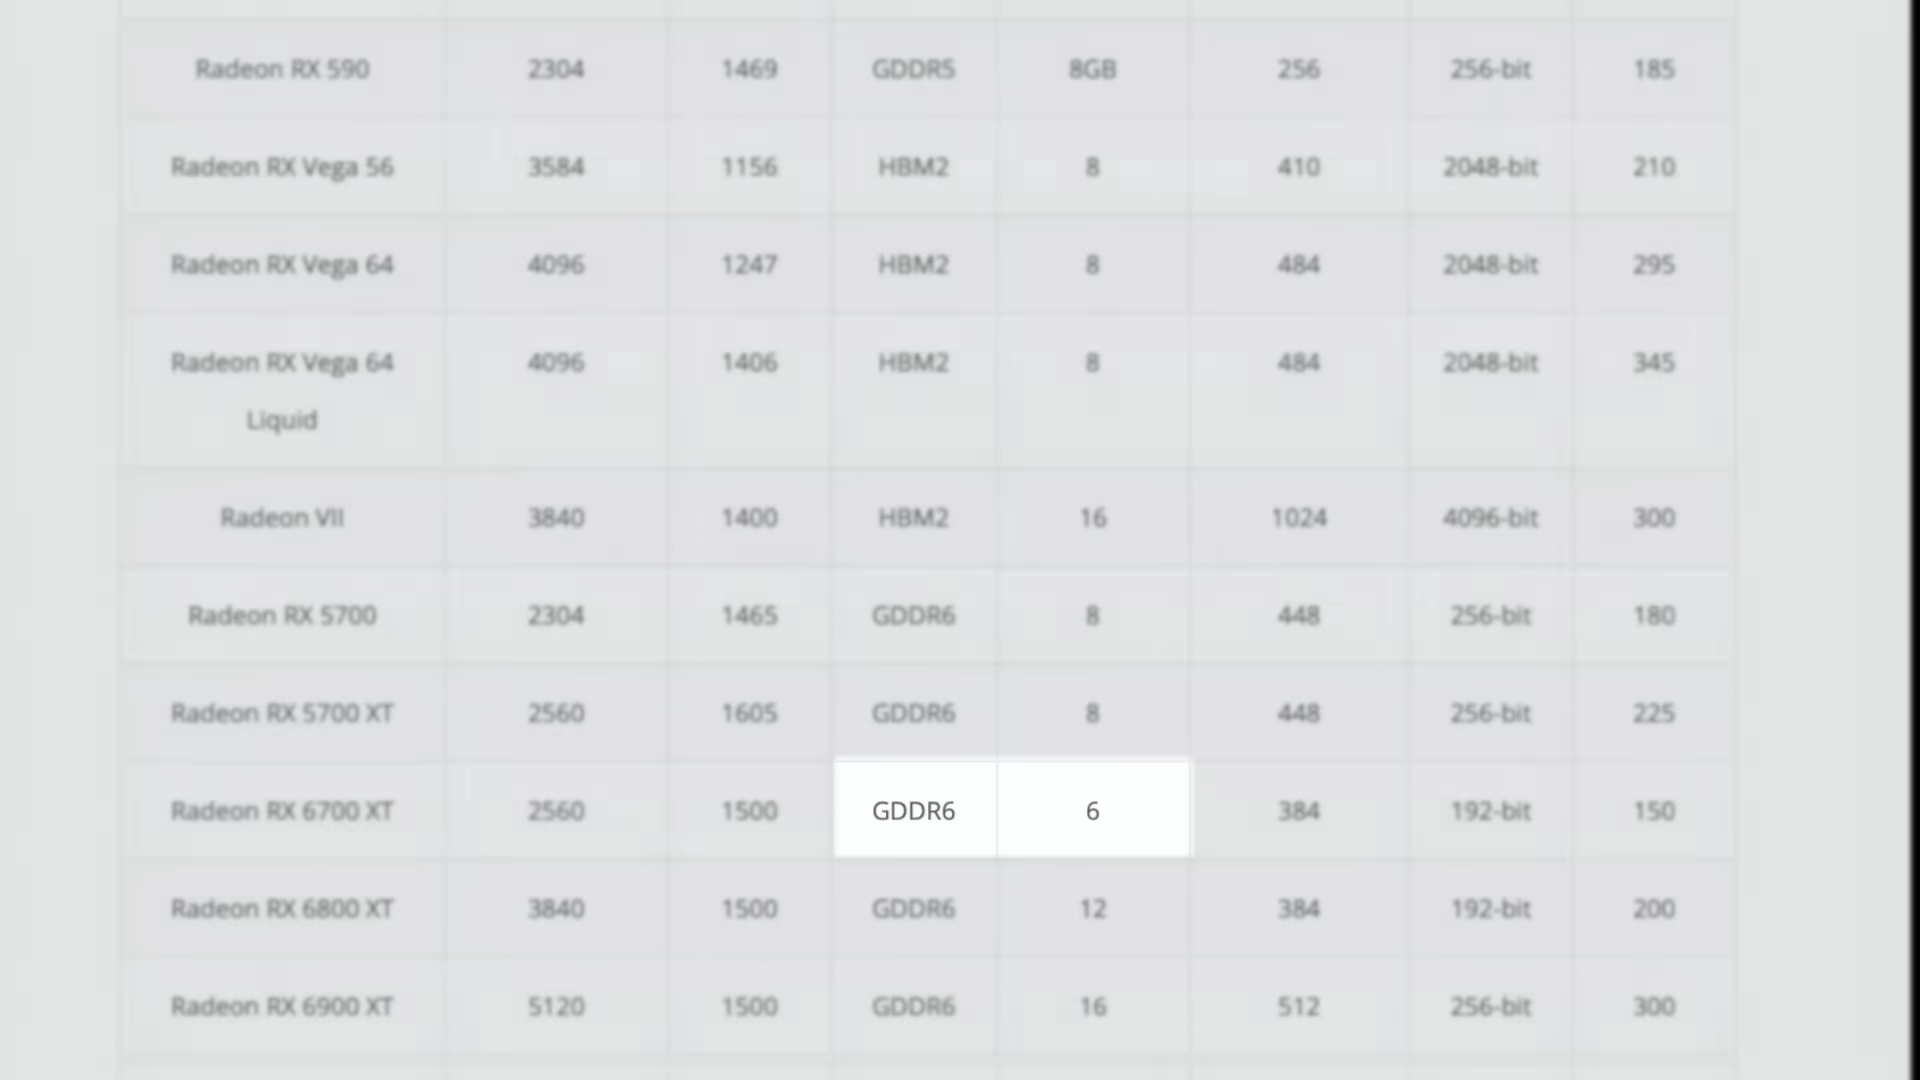 Radeon RX 590 2304 1469 GDDR5 8GB 256 256-bit 185
Radeon RX Vega 56 3584 1156 HBM2 8 410 2048-bit 210
Radeon RX Vega 64 4096 1247 HBM2 8 484 2048-bit 295
Radeon RX Vega 64 4096 1406 HBM2 8 484 2048-bit 345
Liquid
Radeon VII 3840 1400 HBM2 16 1024 4096-bit 300
Radeon RX 5700 2304 1465 GDDR6 8 448 256-bit 180
Radeon RX 5700 XT 2560 1605 GDDR6 8 448 256-bit 225
Radeon RX 6700 XT 2560 1500 GDDR6 6 384 192-bit 150
Radeon RX 6800 XT 3840 1500 GDDR6 12 384 192-bit 200
Radeon RX 6900 XT 5120 1500 GDDR6 16 512 256-bit 300